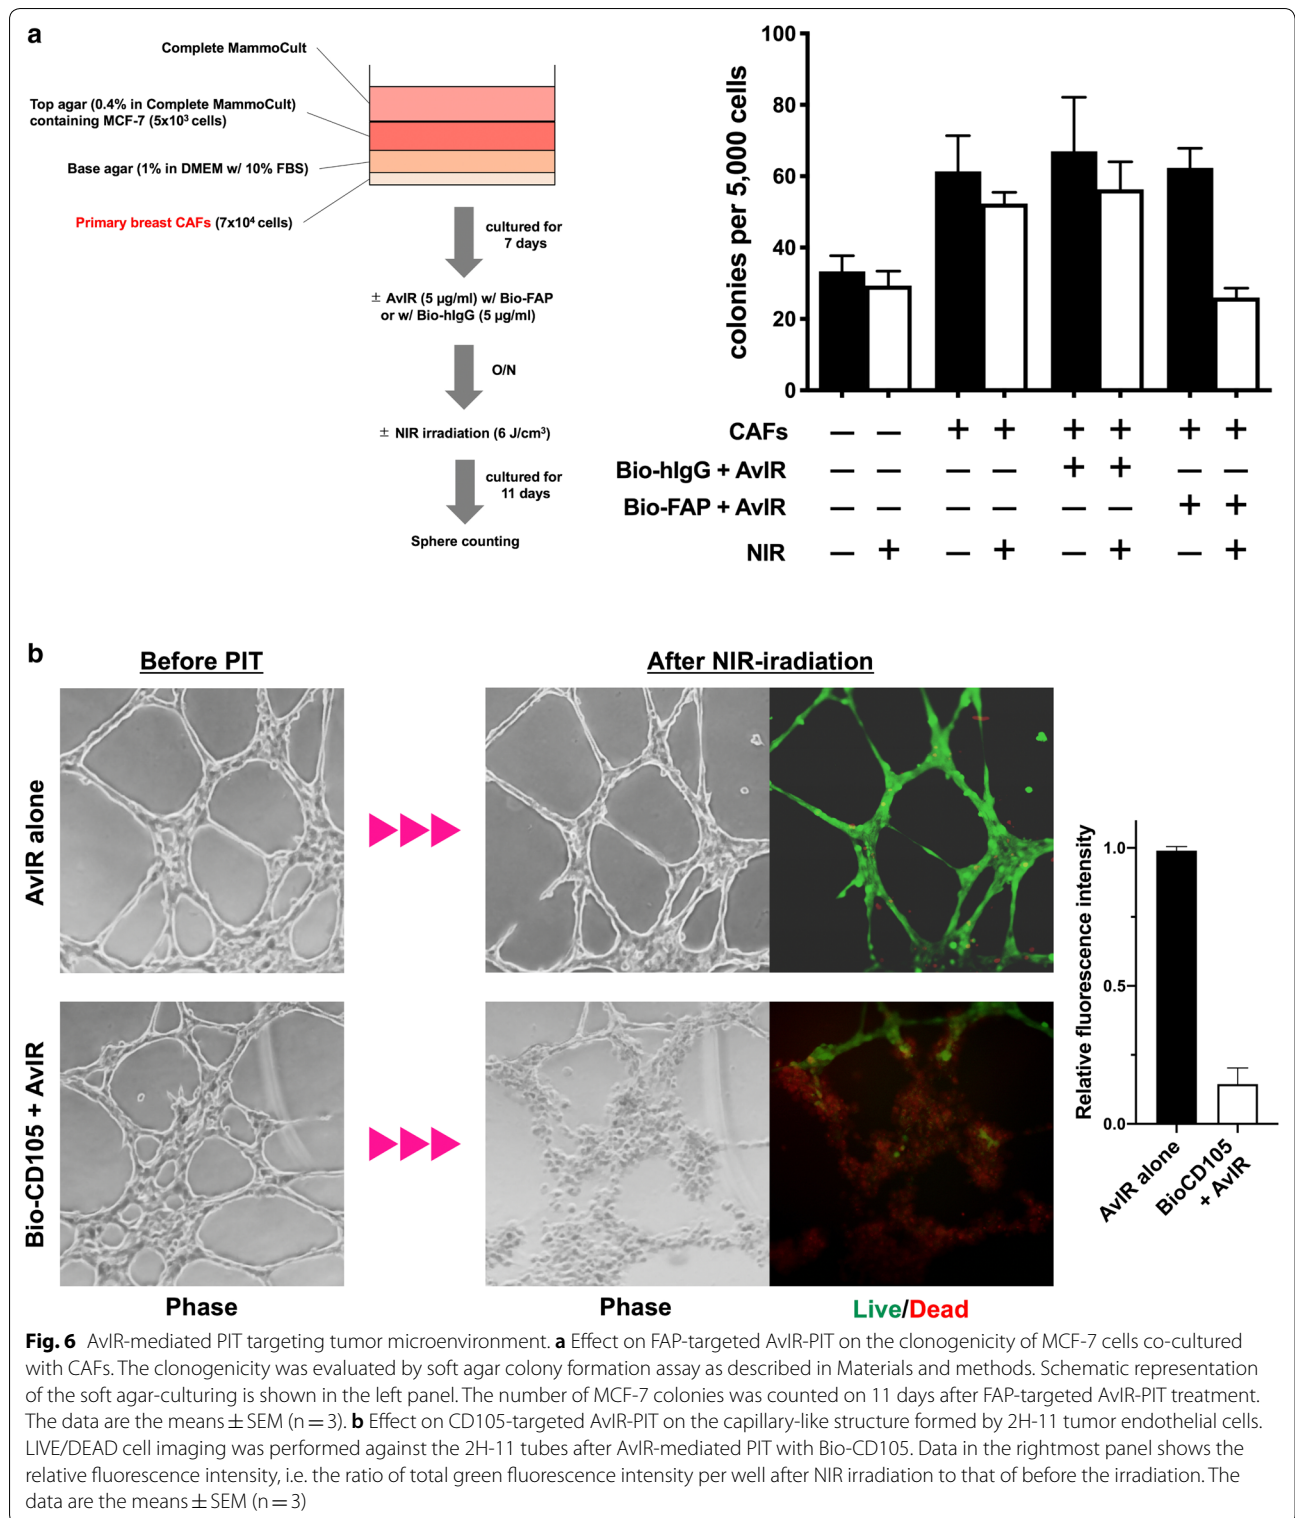 a
Complete MammoCult
Top agar (0.4% in Complete MammoCult)
containing MCF-7 (5x10³ cells)
Base agar (1% in DMEM w/ 10% FBS)
Primary breast CAFs (7x10⁴ cells)
cultured for
7 days
± AvIR (5 µg/ml) w/ Bio-FAP
or w/ Bio-hIgG (5 µg/ml)
O/N
± NIR irradiation (6 J/cm³)
cultured for
11 days
Sphere counting
colonies per 5,000 cells
100
80
60
40
20
0
CAFs — — + + + + + +
Bio-hIgG + AvIR — — — — + + — —
Bio-FAP + AvIR — — — — — — + +
NIR — + — + — + — +
b
Before PIT
After NIR-irradiation
AvIR alone
Bio-CD105 + AvIR
Phase
Phase
Live/Dead
Relative fluorescence intensity
1.0
0.5
0.0
AvIR alone
BioCD105
+ AvIR
Fig. 6 AvIR-mediated PIT targeting tumor microenvironment. a Effect on FAP-targeted AvIR-PIT on the clonogenicity of MCF-7 cells co-cultured
with CAFs. The clonogenicity was evaluated by soft agar colony formation assay as described in Materials and methods. Schematic representation
of the soft agar-culturing is shown in the left panel. The number of MCF-7 colonies was counted on 11 days after FAP-targeted AvIR-PIT treatment.
The data are the means ± SEM (n = 3). b Effect on CD105-targeted AvIR-PIT on the capillary-like structure formed by 2H-11 tumor endothelial cells.
LIVE/DEAD cell imaging was performed against the 2H-11 tubes after AvIR-mediated PIT with Bio-CD105. Data in the rightmost panel shows the
relative fluorescence intensity, i.e. the ratio of total green fluorescence intensity per well after NIR irradiation to that of before the irradiation. The
data are the means ± SEM (n = 3)